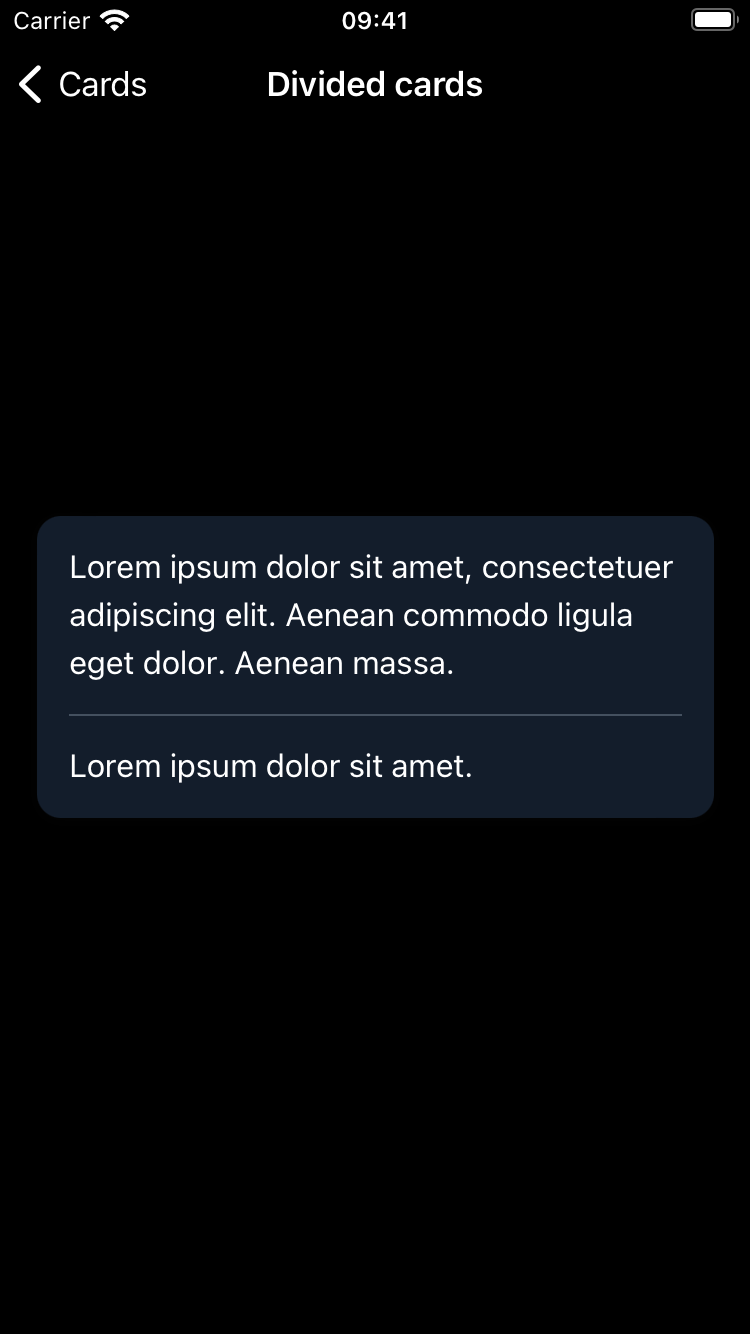 Carrier 09:41
Cards Divided cards
Lorem ipsum dolor sit amet, consectetuer
adipiscing elit. Aenean commodo ligula
eget dolor. Aenean massa.
Lorem ipsum dolor sit amet.